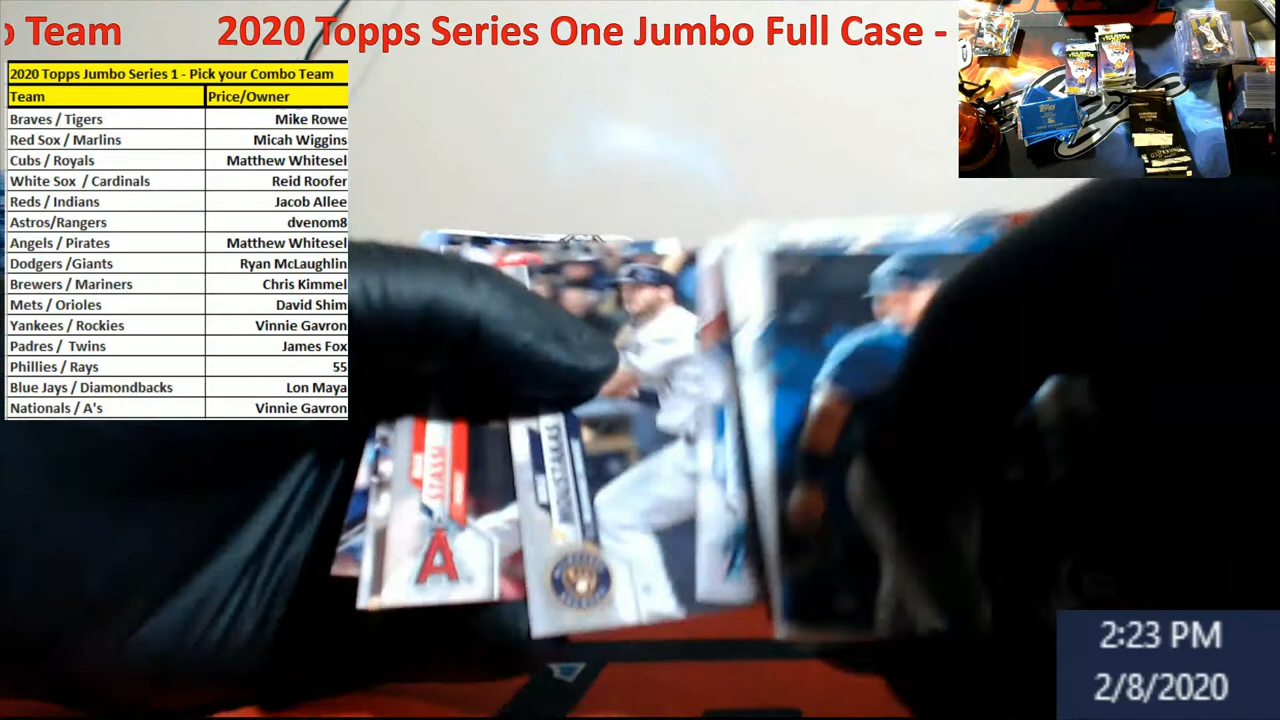 o Team 2020 Topps Series One Jumbo Full Case -
2020 Topps Jumbo Series 1 - Pick your Combo Team
Team Price/Owner
Braves / Tigers Mike Rowe
Red Sox / Marlins Micah Wiggins
Cubs / Royals Matthew Whitesel
White Sox / Cardinals Reid Roofer
Reds / Indians Jacob Allee
Astros/Rangers dvenom8
Angels / Pirates Matthew Whitesel
Dodgers /Giants Ryan McLaughlin
Brewers / Mariners Chris Kimmel
Mets / Orioles David Shim
Yankees / Rockies Vinnie Gavron
Padres / Twins James Fox
Phillies / Rays 55
Blue Jays / Diamondbacks Lon Maya
Nationals / A's Vinnie Gavron
STASSI
A
MOUSTAKAS
2:23 PM
2/8/2020